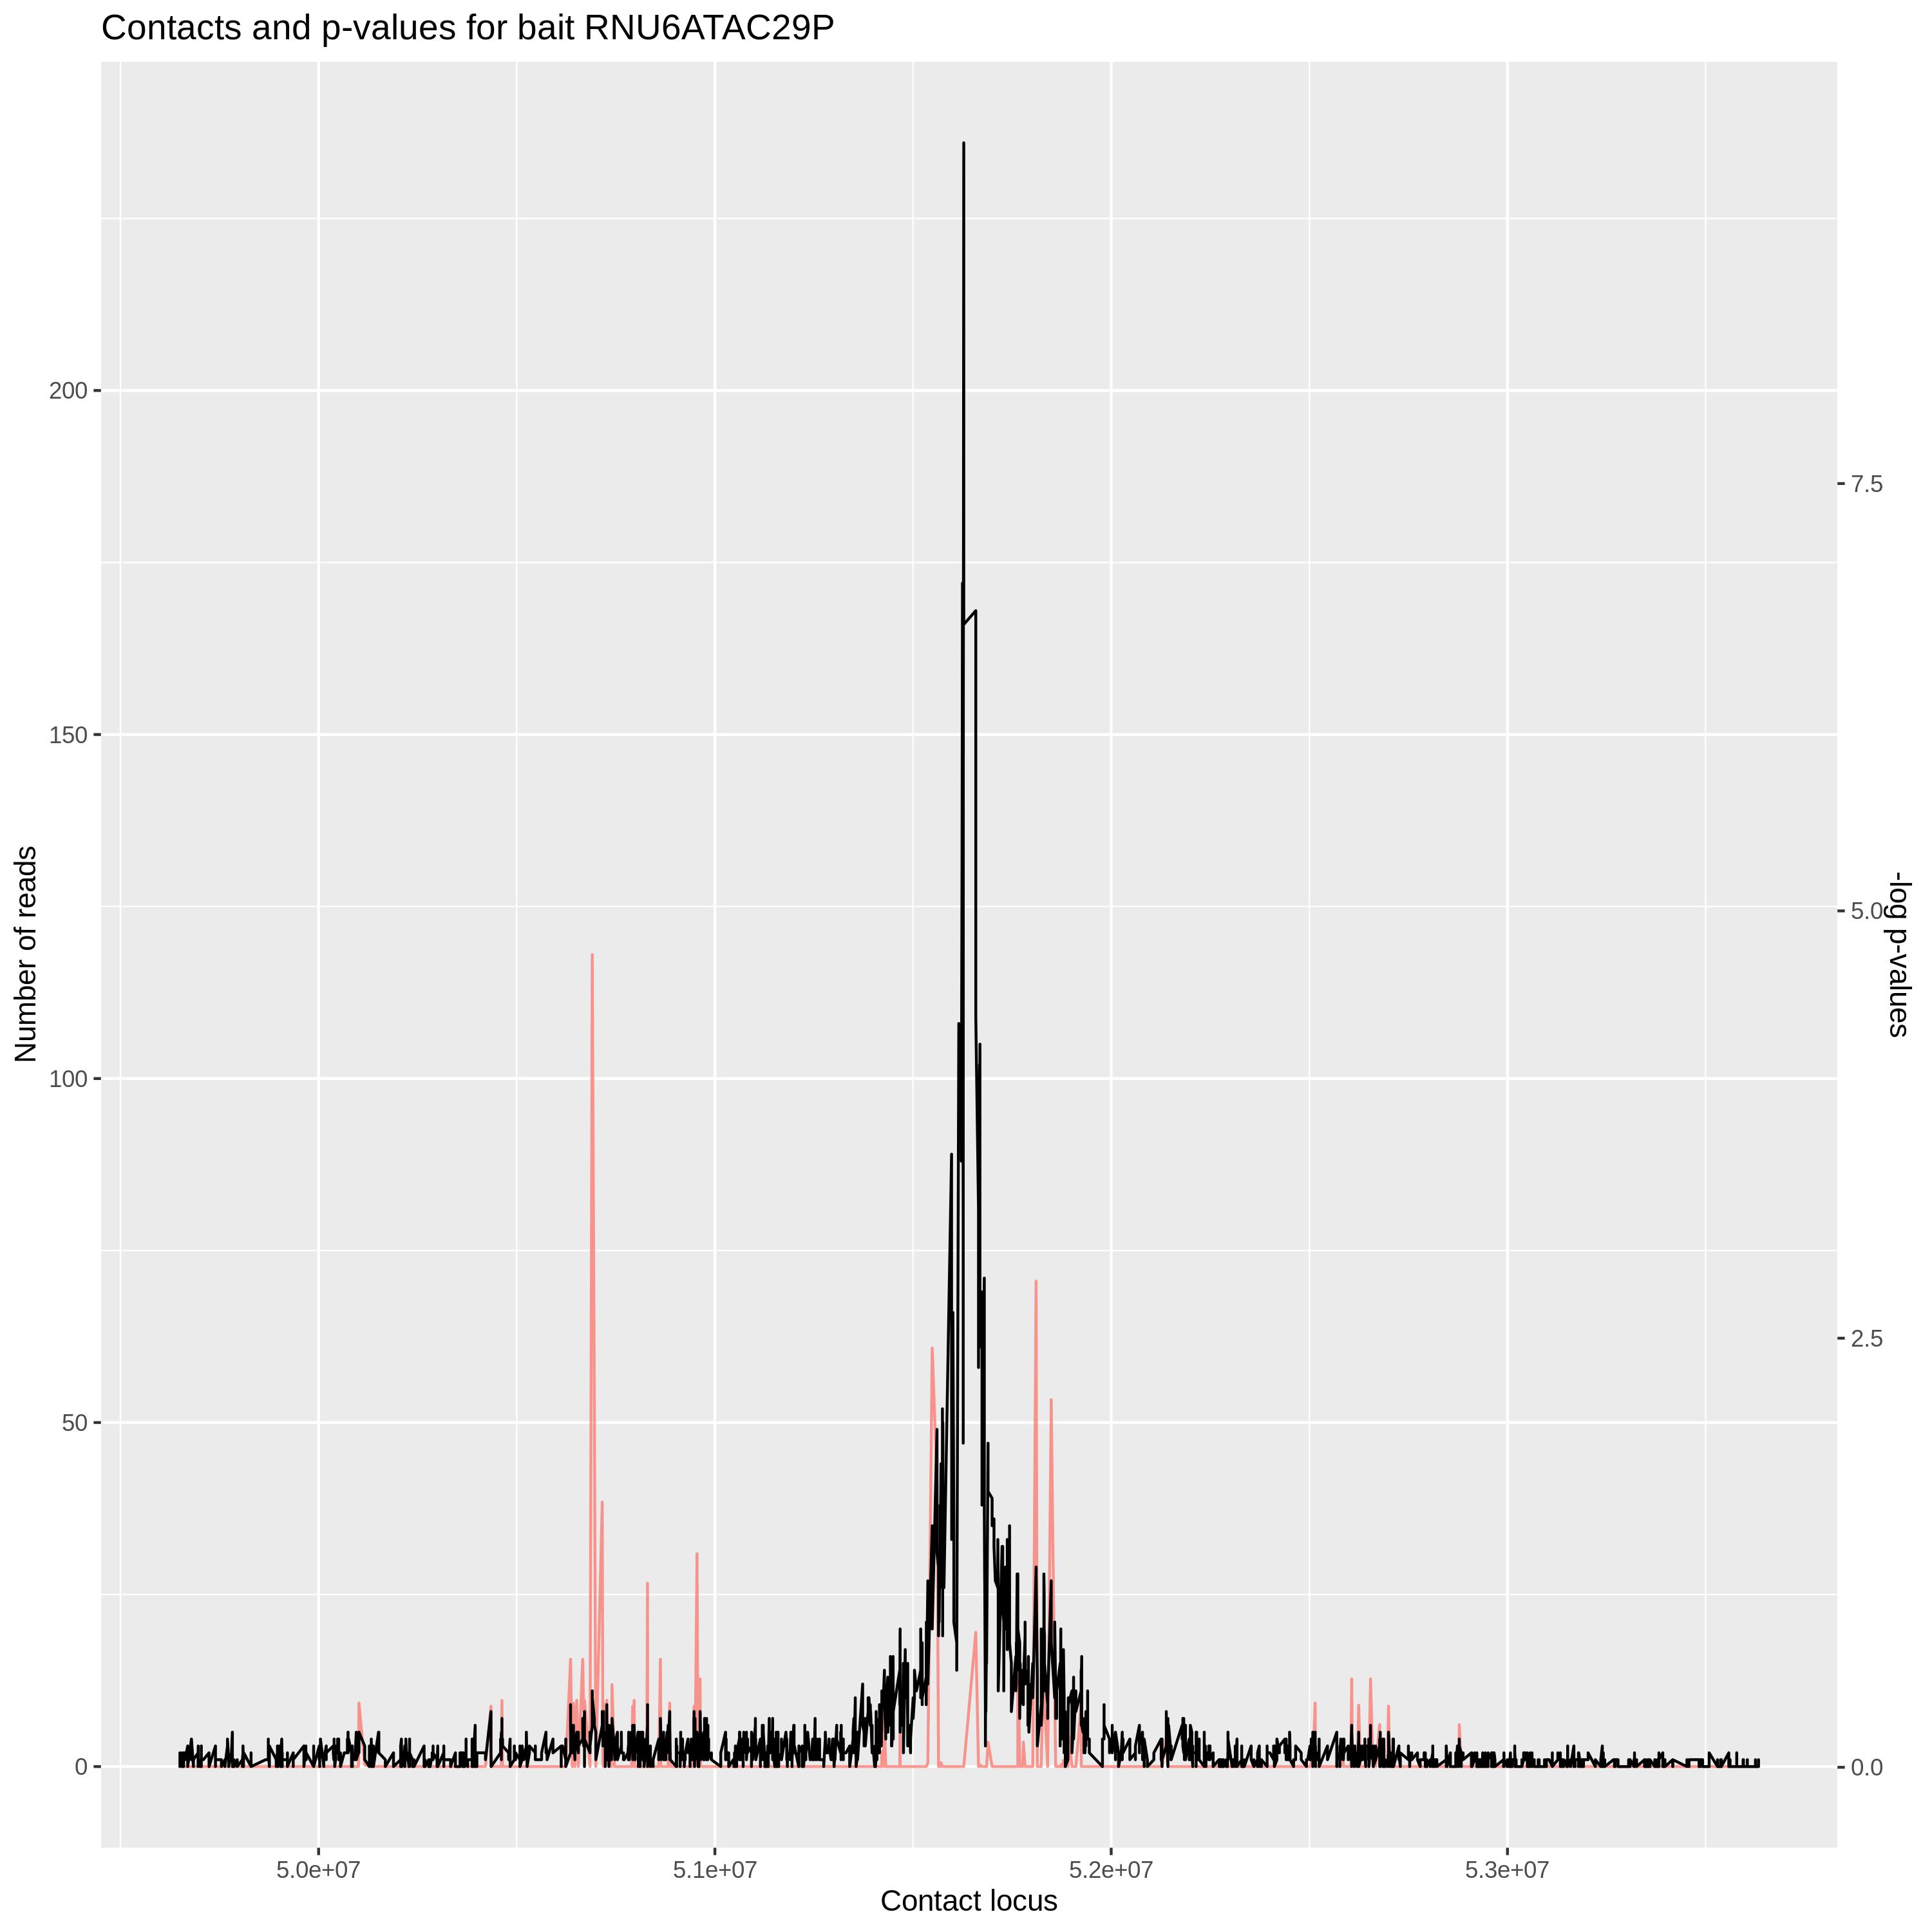 Contacts and p-values for bait RNU6ATAC29P
200
150
100
50
0
Number of reads
7.5
5.0
2.5
0.0
-log p-values
5.0e+07 5.1e+07 5.2e+07 5.3e+07
Contact locus